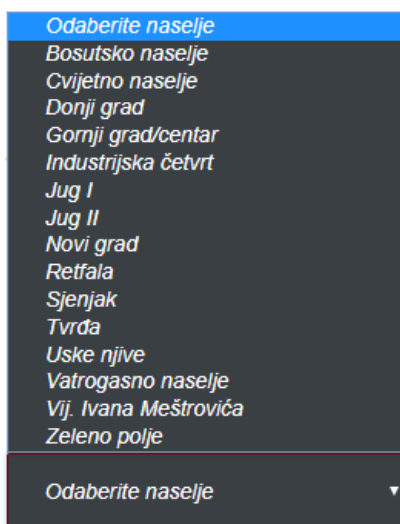 Odaberite naselje
Bosutsko naselje
Cvijetno naselje
Donji grad
Gornji grad/centar
Industrijska četvrt
Jug I
Jug II
Novi grad
Retfala
Sjenjak
Tvrđa
Uske njive
Vatrogasno naselje
Vij. Ivana Meštrovića
Zeleno polje
Odaberite naselje